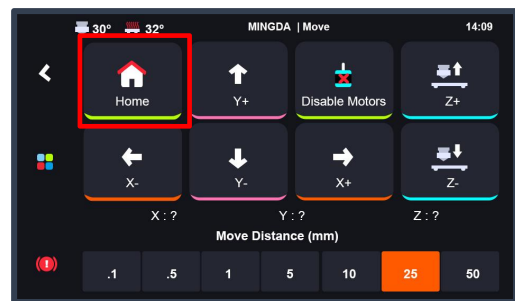 30° 32° MINGDA | Move 14:09
Home Y+ Disable Motors Z+
X- Y- X+ Z-
X : ? Y : ? Z : ?
Move Distance (mm)
.1 .5 1 5 10 25 50